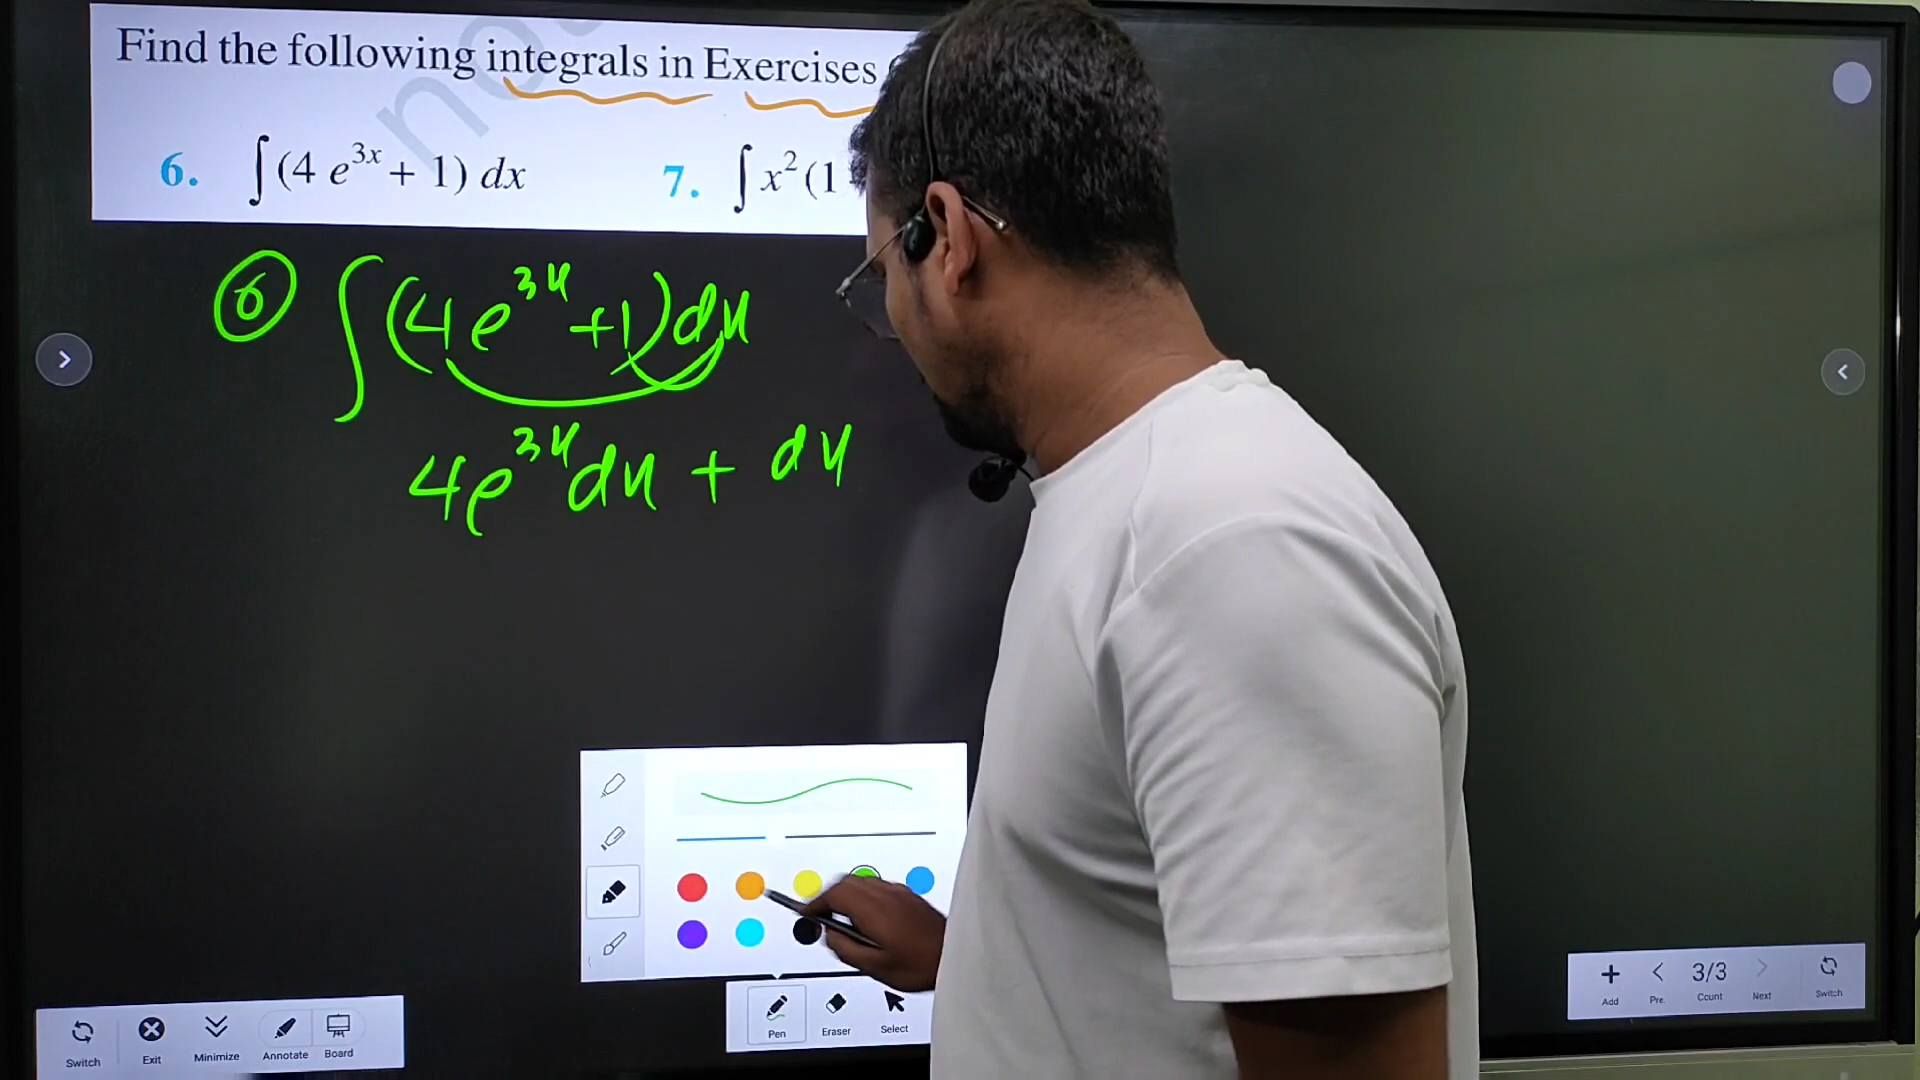 Find the following integrals in Exercises
6. ∫(4 e^{3x} + 1) dx 7. ∫x²(1
⑥ ∫(4e^{3x} +1)dx
4e^{3x}dx + dx
+ < 3/3 >
Add Pre. Count Next Switch
Pen Eraser Select
Switch Exit Minimize Annotate Board